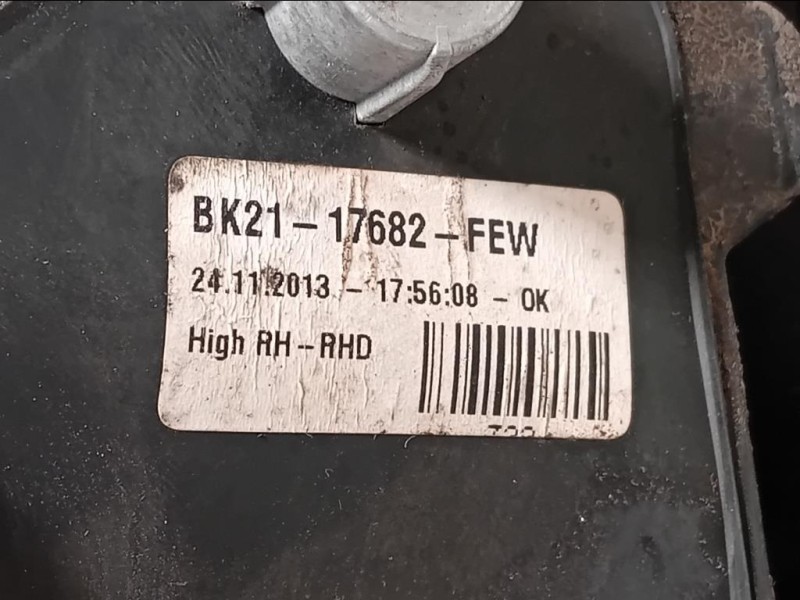 BK21-17682-FEW
24.11.2013 - 17:56:08 - OK
High RH-RHD